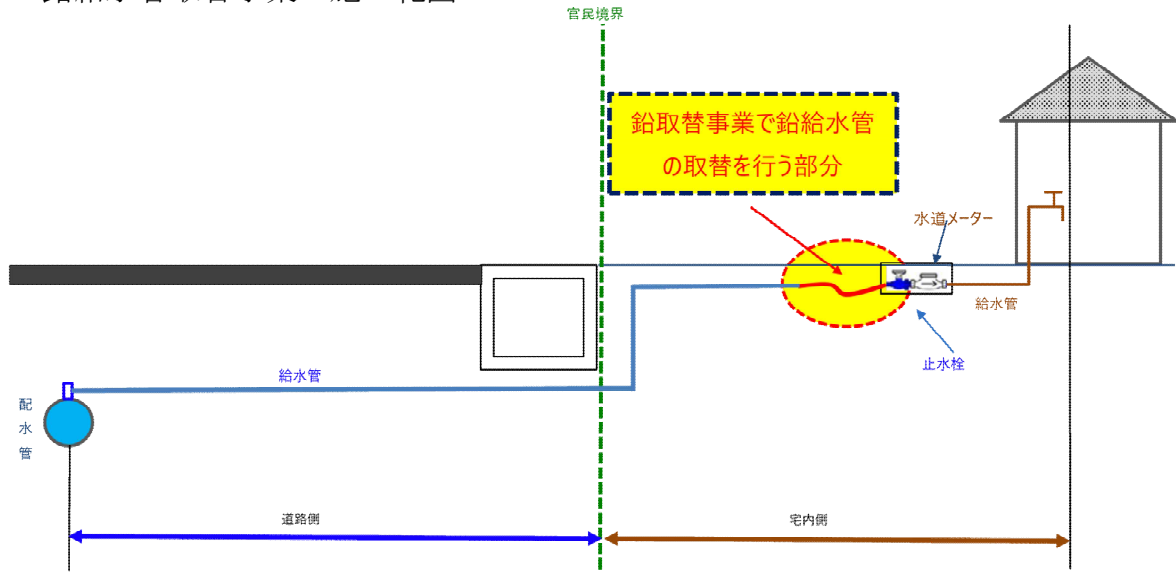 官民境界
鉛取替事業で鉛給水管
の取替を行う部分
水道メーター
給水管
止水栓
給水管
配
水
管
道路側
宅内側